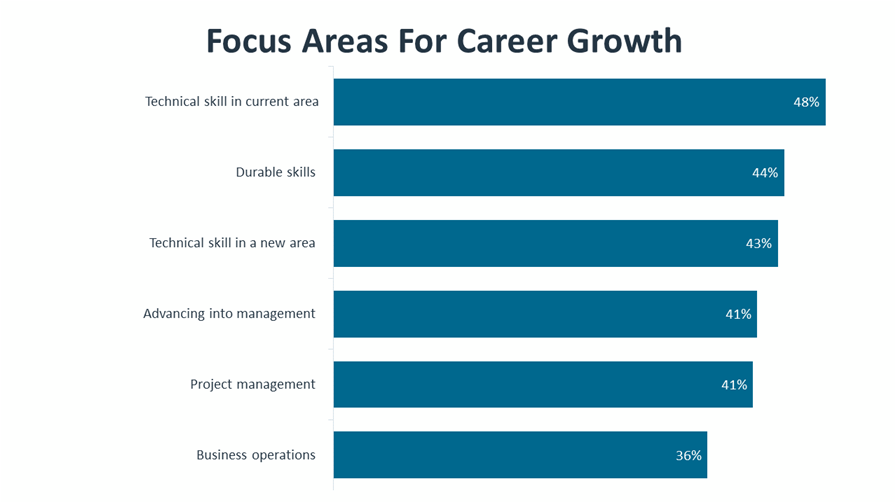 Focus Areas For Career Growth
Technical skill in current area 48%
Durable skills 44%
Technical skill in a new area 43%
Advancing into management 41%
Project management 41%
Business operations 36%